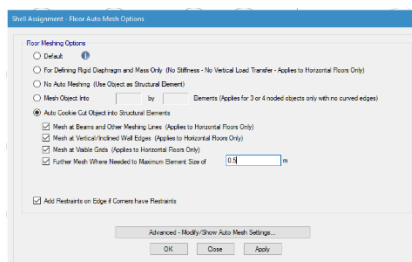 Shell Assignment - Floor Auto Mesh Options
Floor Meshing Options
Default
For Defining Rigid Diaphragm and Mass Only (No Stiffness - No Vertical Load Transfer - Applies to Horizontal Floors Only)
No Auto Meshing (Use Object as Structural Element)
Mesh Object Into by Elements (Applies for 3 or 4 noded objects only with no curved edges)
Auto Cookie Cut Object into Structural Elements
Mesh at Beams and Other Meshing Lines (Applies to Horizontal Floors Only)
Mesh at Vertical/Inclined Wall Edges (Applies to Horizontal Floors Only)
Mesh at Visible Grids (Applies to Horizontal Floors Only)
Further Mesh Where Needed to Maximum Element Size of 0.5 m
Add Restraints on Edge if Corners have Restraints
Advanced - Modify/Show Auto Mesh Settings...
OK Close Apply